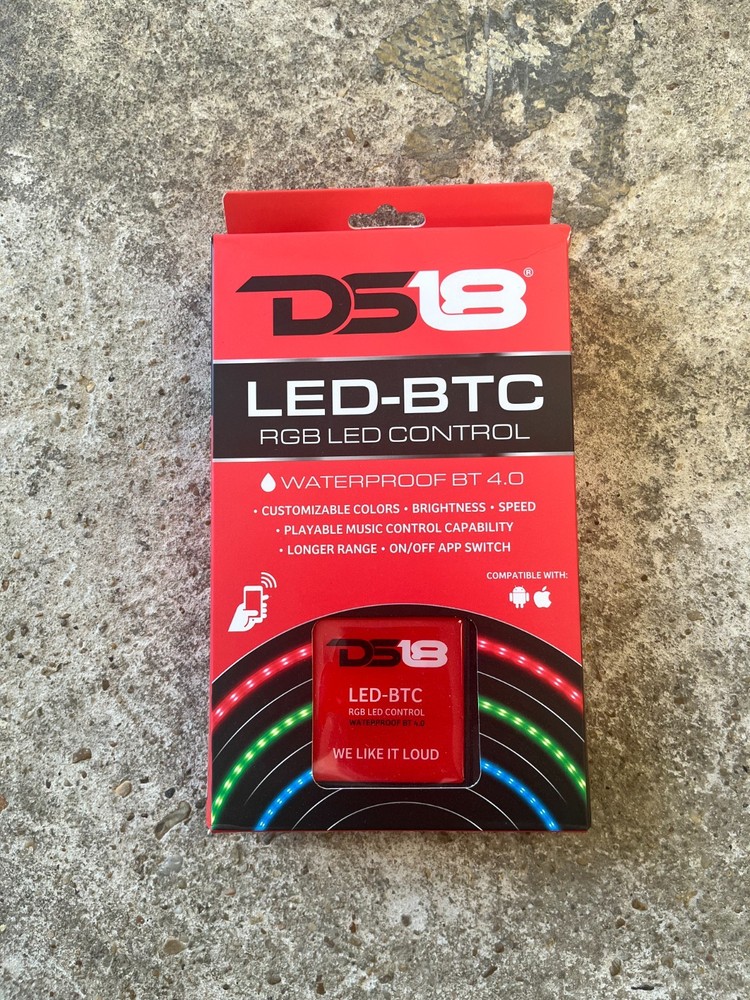 DS18®
LED-BTC
RGB LED CONTROL
WATERPROOF BT 4.0
• CUSTOMIZABLE COLORS • BRIGHTNESS • SPEED
• PLAYABLE MUSIC CONTROL CAPABILITY
• LONGER RANGE • ON/OFF APP SWITCH
COMPATIBLE WITH:
DS18
LED-BTC
RGB LED CONTROL
WATERPROOF BT 4.0
WE LIKE IT LOUD